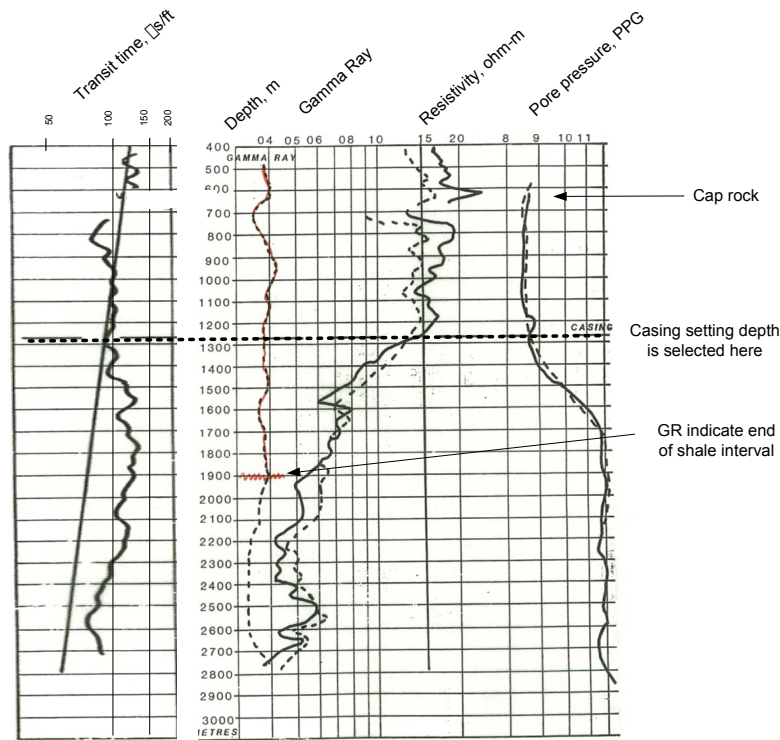 Transit time, □s/ft
Depth, m
Gamma Ray
Resistivity, ohm-m
Pore pressure, PPG
50
100
150
200
04 05 06 08 10 15 20 8 9 10 11
GAMMA RAY
400
500
700
800
900
1000
1100
1200
1300
1400
1500
1600
1700
1800
1900
2000
2100
2200
2300
2400
2500
2600
2700
2800
2900
3000
ETRES
CASING
Cap rock
Casing setting depth
is selected here
GR indicate end
of shale interval